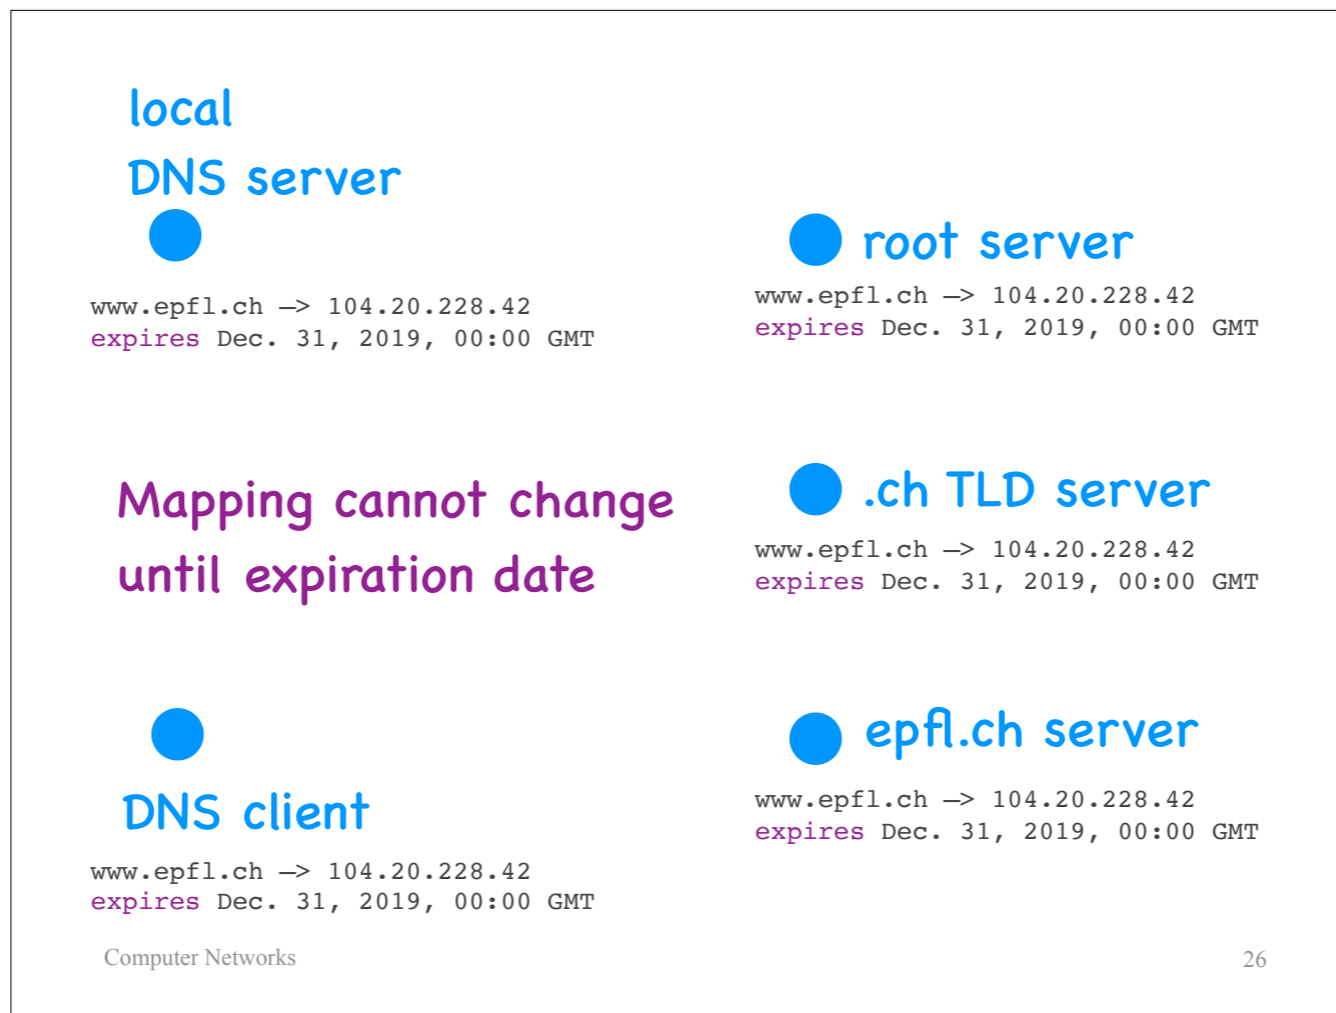 local
DNS server
www.epfl.ch —> 104.20.228.42
expires Dec. 31, 2019, 00:00 GMT
root server
www.epfl.ch —> 104.20.228.42
expires Dec. 31, 2019, 00:00 GMT
Mapping cannot change
until expiration date
.ch TLD server
www.epfl.ch —> 104.20.228.42
expires Dec. 31, 2019, 00:00 GMT
DNS client
www.epfl.ch —> 104.20.228.42
expires Dec. 31, 2019, 00:00 GMT
epfl.ch server
www.epfl.ch —> 104.20.228.42
expires Dec. 31, 2019, 00:00 GMT
Computer Networks
26